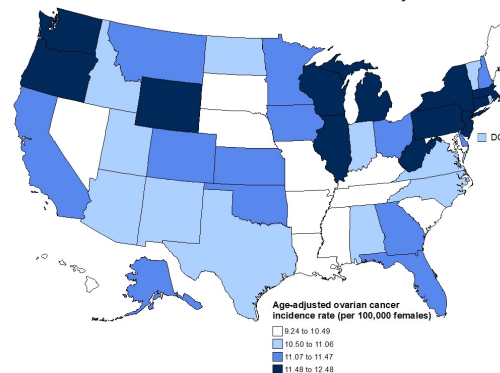 DC
Age-adjusted ovarian cancer
incidence rate (per 100,000 females)
9.24 to 10.49
10.50 to 11.06
11.07 to 11.47
11.48 to 12.48